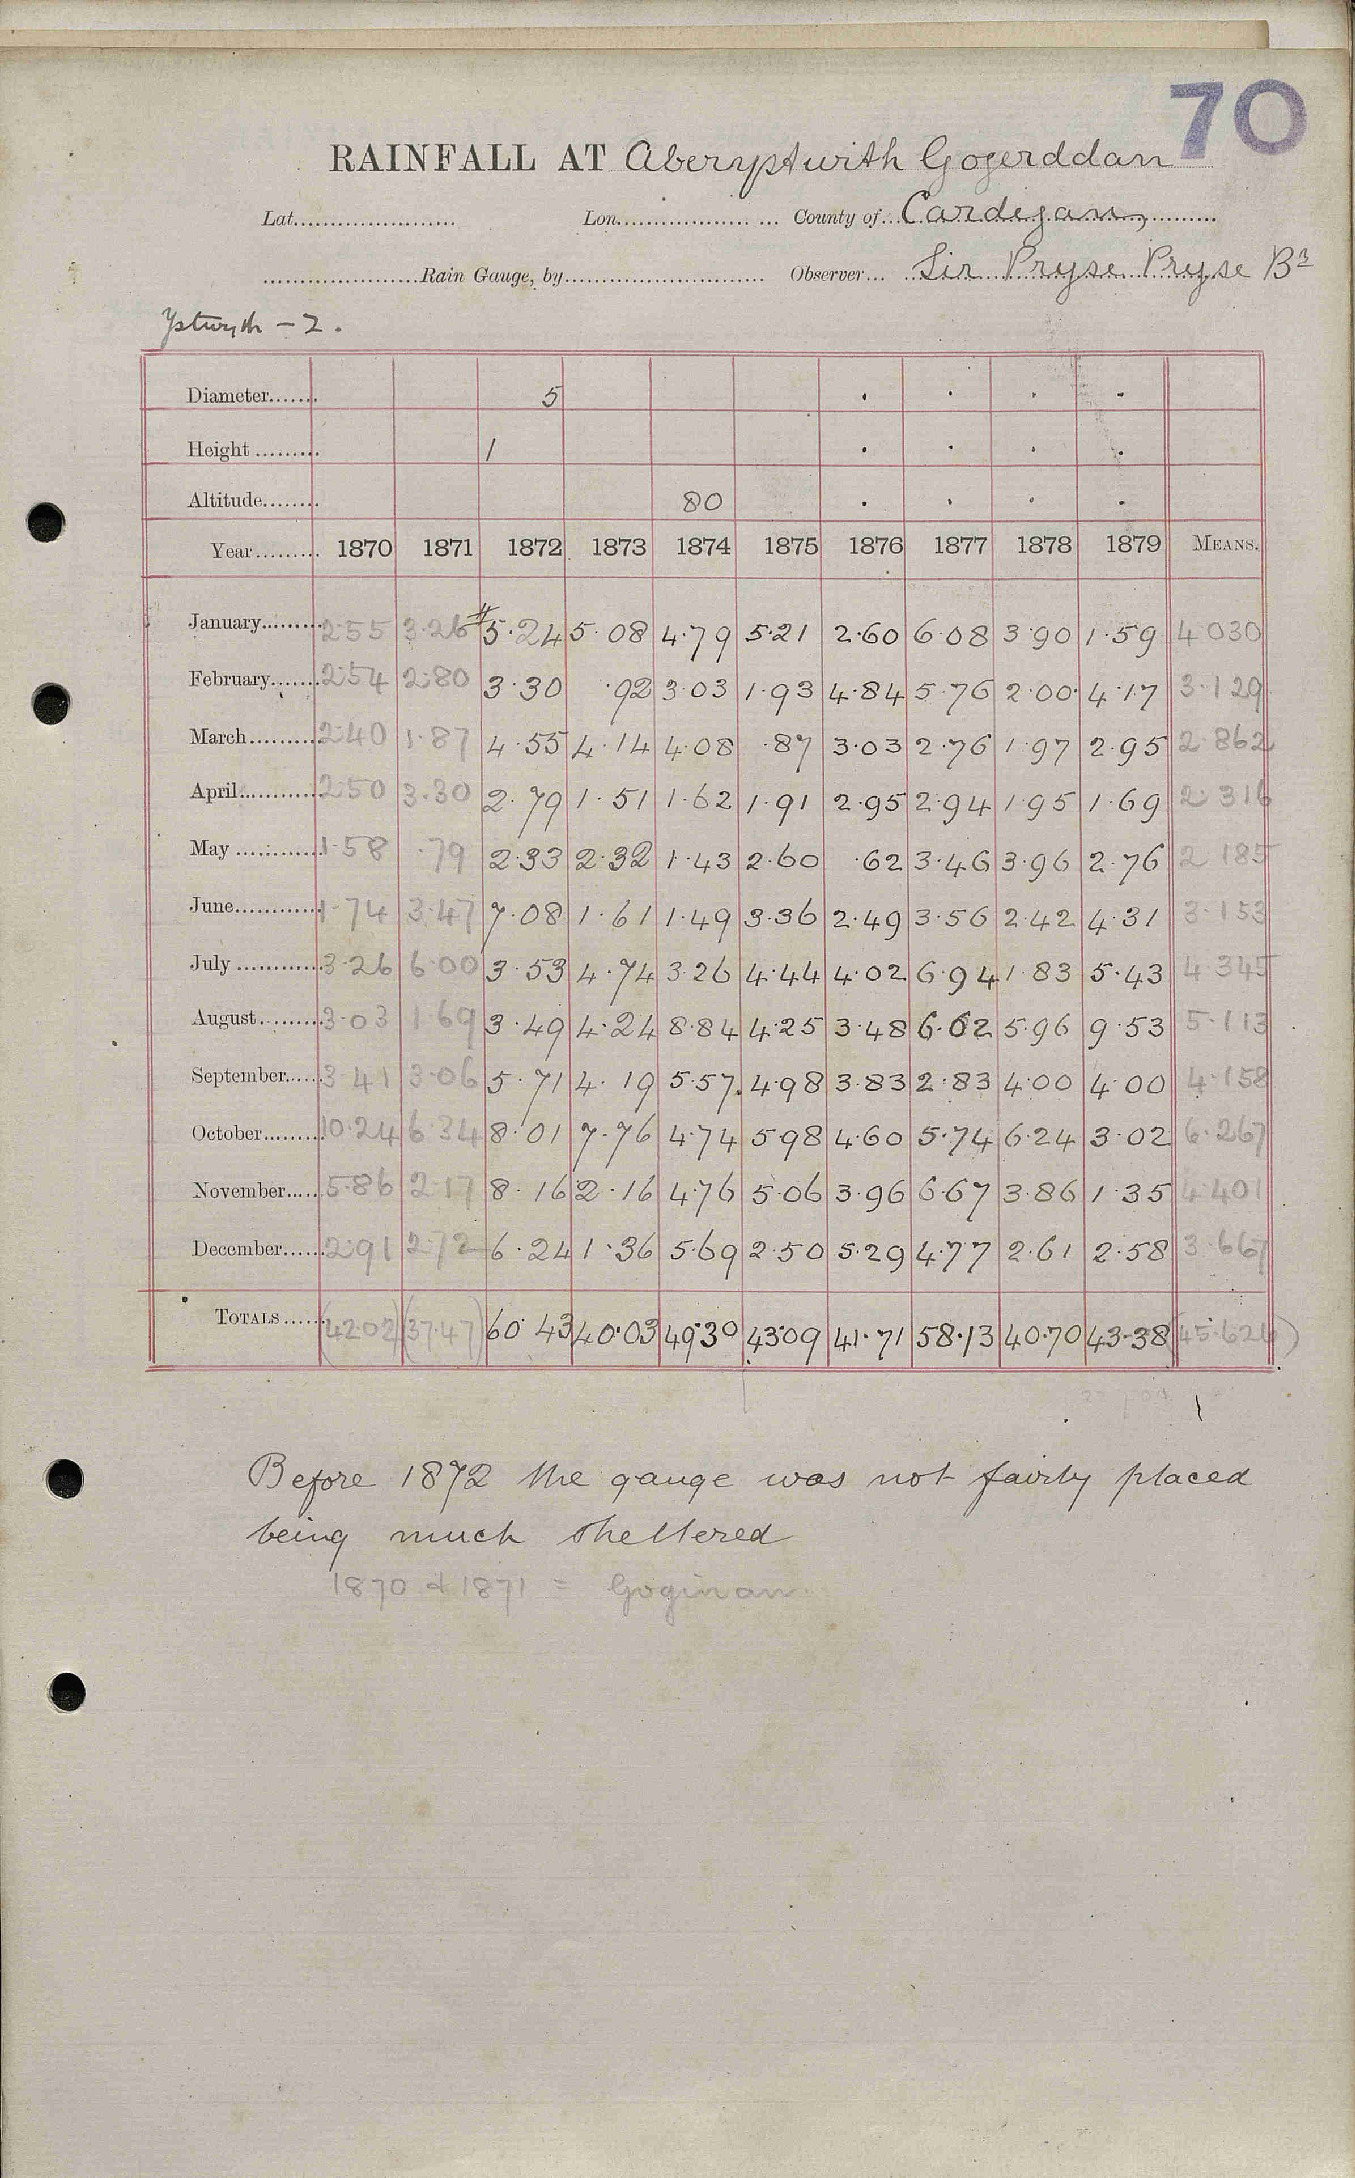 70
RAINFALL AT Aberystwith Gogerddan
Lat. Lon. County of Cardigan,
Rain Gauge, by Observer Sir Pryse Pryse Bt
Ystwyth - 2.
Diameter 5
Height 1
Altitude 80
Year 1870 1871 1872 1873 1874 1875 1876 1877 1878 1879 MEANS.
January 2.55 3.26 #5.24 5.08 4.79 5.21 2.60 6.08 3.90 1.59 4.030
February 2.54 2.80 3.30 .92 3.03 1.93 4.84 5.76 2.00 4.17 3.129
March 2.40 1.87 4.55 4.14 4.08 .87 3.03 2.76 1.97 2.95 2.862
April 2.50 3.30 2.79 1.51 1.62 1.91 2.95 2.94 1.95 1.69 2.316
May 1.58 .79 2.33 2.32 1.43 2.60 .62 3.46 3.96 2.76 2.185
June 1.74 3.47 7.08 1.61 1.49 3.36 2.49 3.56 2.42 4.31 3.153
July 3.26 6.00 3.53 4.74 3.26 4.44 4.02 6.94 1.83 5.43 4.345
August 3.03 1.69 3.49 4.24 8.84 4.25 3.48 6.62 5.96 9.53 5.113
September 3.41 3.06 5.71 4.19 5.57 4.98 3.83 2.83 4.00 4.00 4.158
October 10.24 6.34 8.01 7.76 4.74 5.98 4.60 5.74 6.24 3.02 6.267
November 5.86 2.17 8.16 2.16 4.76 5.06 3.96 6.67 3.86 1.35 4.401
December 2.91 2.72 6.24 1.36 5.69 2.50 5.29 4.77 2.61 2.58 3.667
TOTALS (42.02) (37.47) 60.43 40.03 49.30 43.09 41.71 58.13 40.70 43.38 (45.626)
Before 1872 the gauge was not fairly placed
being much sheltered
1870 & 1871 = Goginan